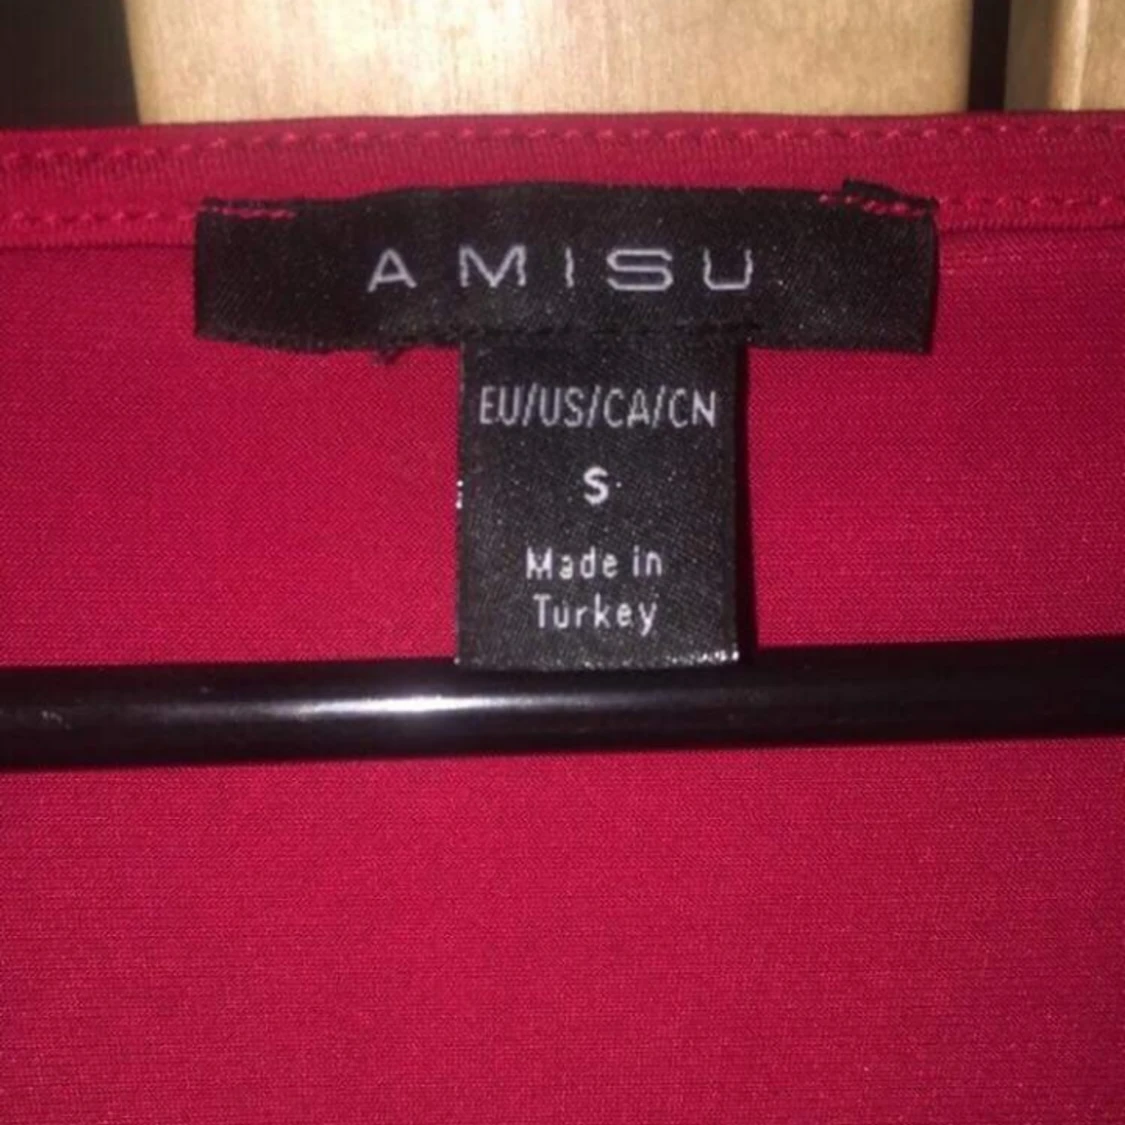 AMISU
EU/US/CA/CN
S
Made in
Turkey